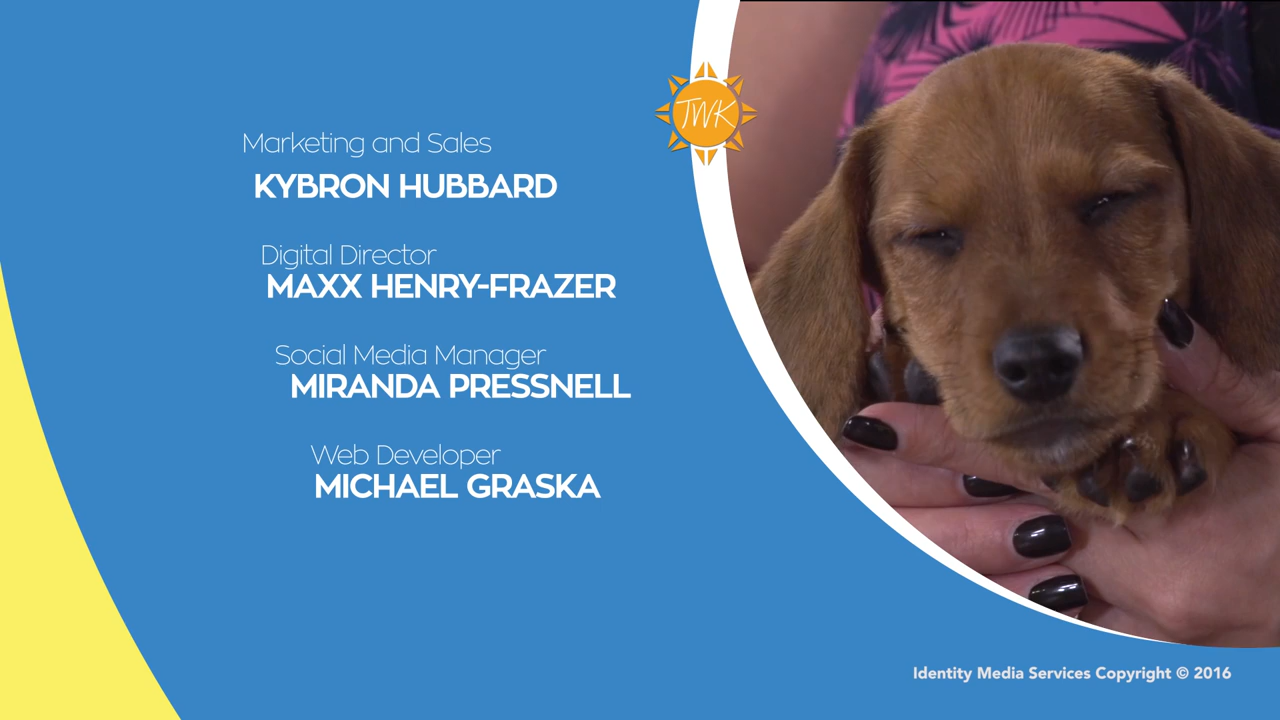 Marketing and Sales
KYBRON HUBBARD
TWK
Digital Director
MAXX HENRY-FRAZER
Social Media Manager
MIRANDA PRESSNELL
Web Developer
MICHAEL GRASKA
Identity Media Services Copyright © 2016